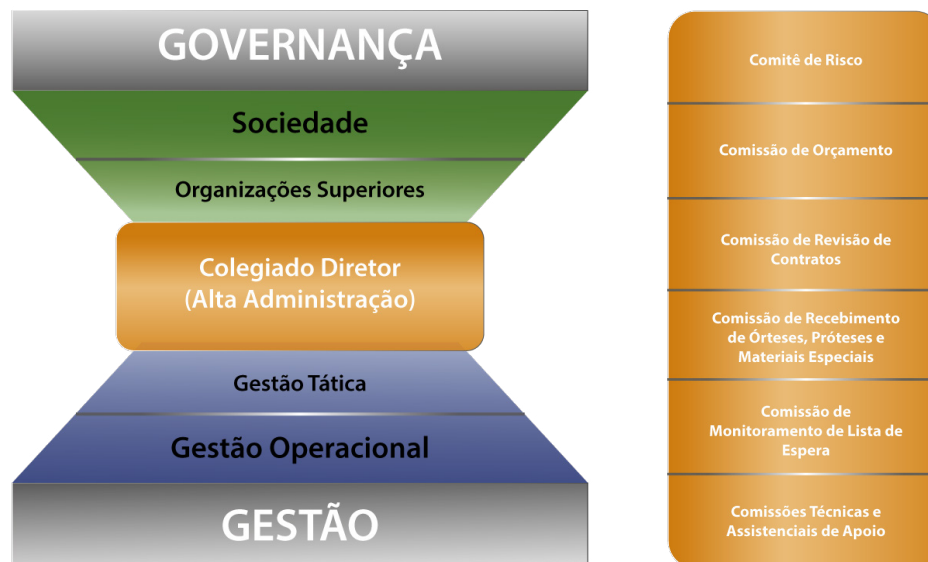 GOVERNANÇA
Sociedade
Organizações Superiores
Colegiado Diretor
(Alta Administração)
Gestão Tática
Gestão Operacional
GESTÃO
Comitê de Risco
Comissão de Orçamento
Comissão de Revisão de
Contratos
Comissão de Recebimento
de Órteses, Próteses e
Materiais Especiais
Comissão de
Monitoramento de Lista de
Espera
Comissões Técnicas e
Assistenciais de Apoio